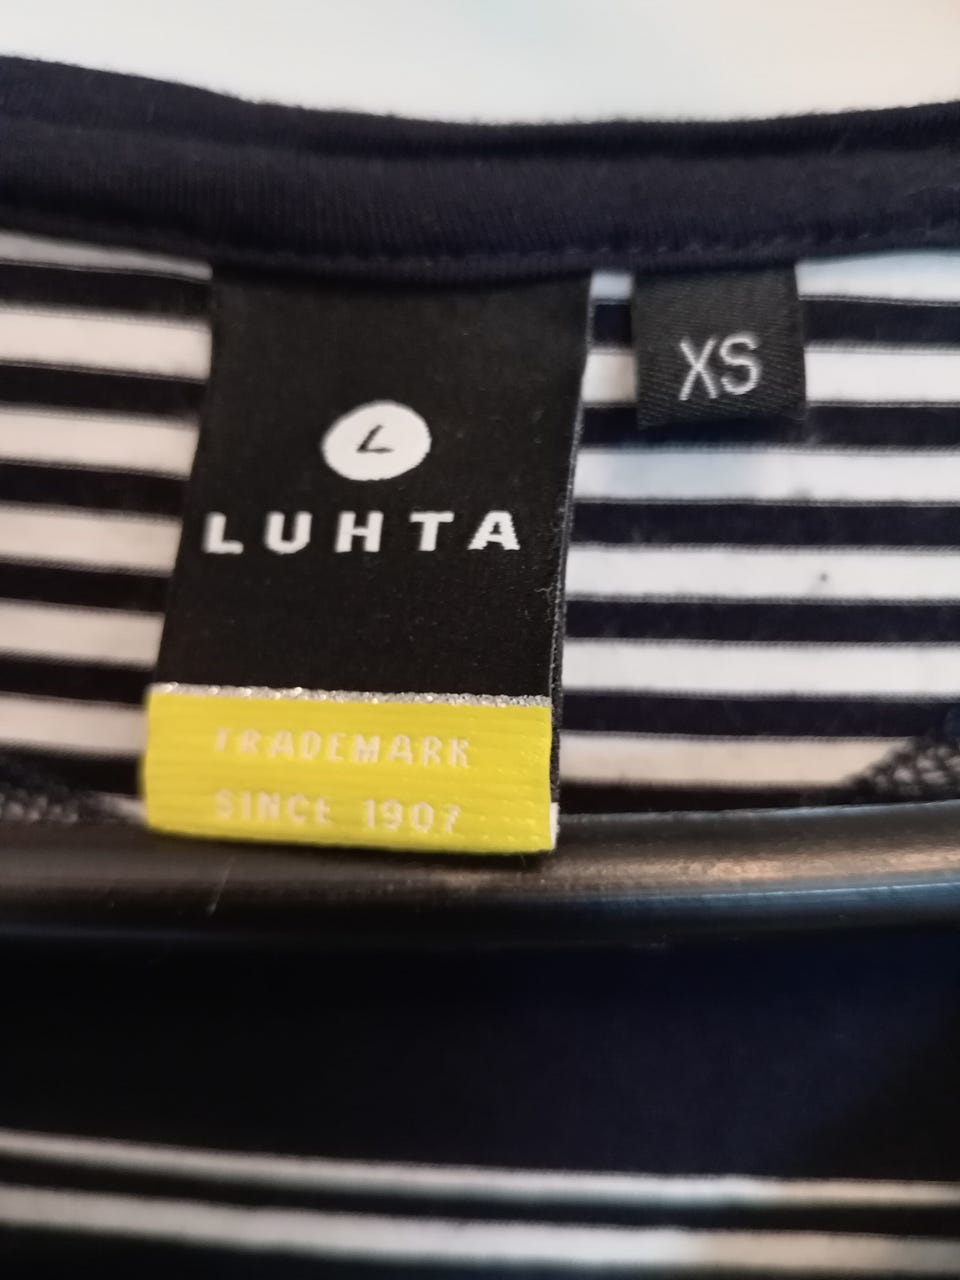 L
LUHTA
TRADEMARK
SINCE 1907
XS